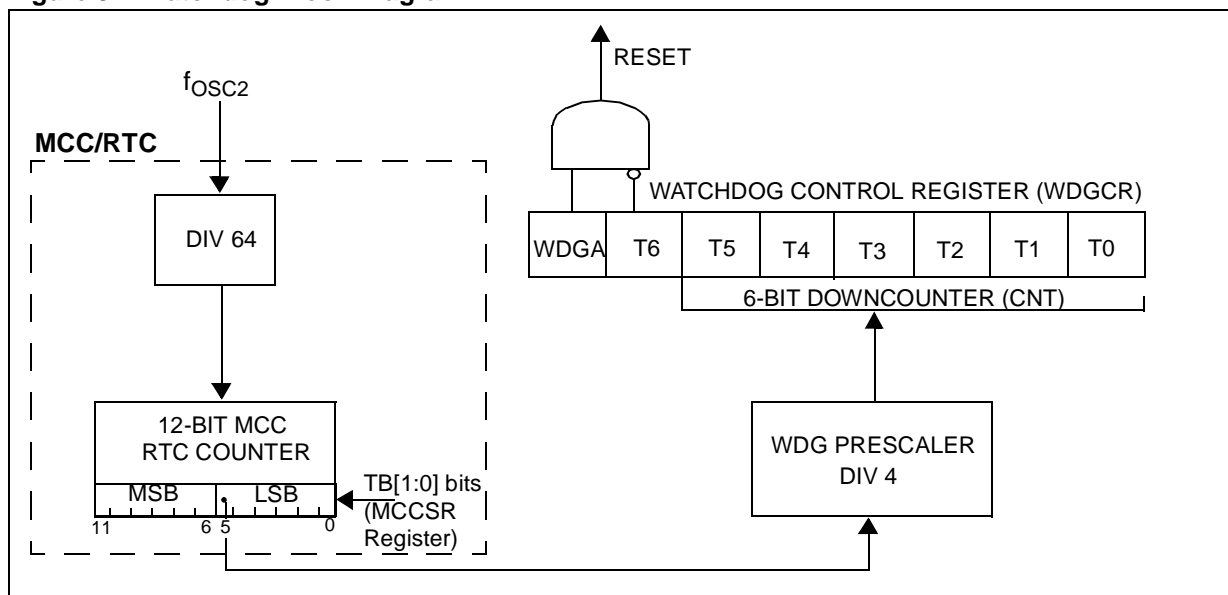 RESET
fOSC2
MCC/RTC
WATCHDOG CONTROL REGISTER (WDGCR)
DIV 64
WDGA T6 T5 T4 T3 T2 T1 T0
6-BIT DOWNCOUNTER (CNT)
12-BIT MCC
RTC COUNTER
WDG PRESCALER
DIV 4
MSB LSB
TB[1:0] bits
(MCCSR
Register)
11 6 5 0